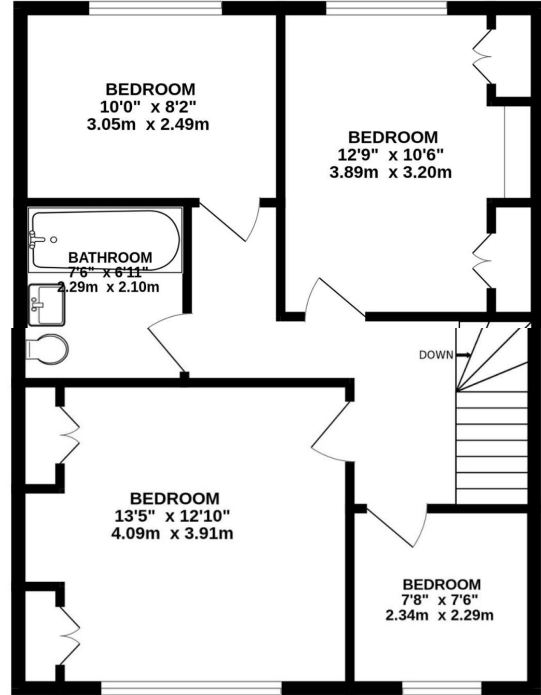 BEDROOM
10'0" x 8'2"
3.05m x 2.49m
BEDROOM
12'9" x 10'6"
3.89m x 3.20m
BATHROOM
7'6" x 6'11"
2.29m x 2.10m
DOWN
BEDROOM
13'5" x 12'10"
4.09m x 3.91m
BEDROOM
7'8" x 7'6"
2.34m x 2.29m